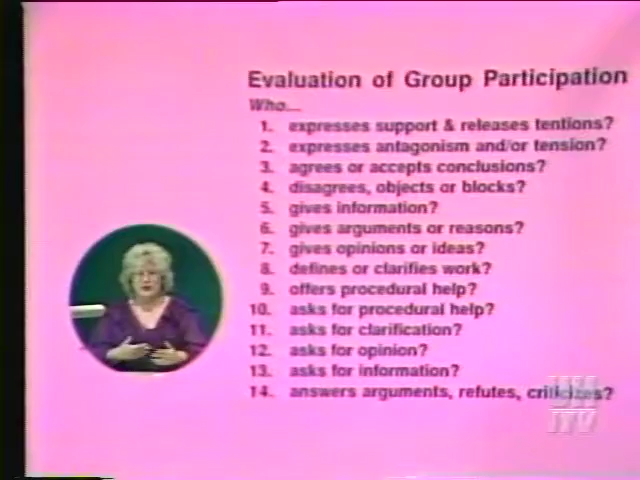 Evaluation of Group Participation
Who...
1. expresses support & releases tentions?
2. expresses antagonism and/or tension?
3. agrees or accepts conclusions?
4. disagrees, objects or blocks?
5. gives information?
6. gives arguments or reasons?
7. gives opinions or ideas?
8. defines or clarifies work?
9. offers procedural help?
10. asks for procedural help?
11. asks for clarification?
12. asks for opinion?
13. asks for information?
14. answers arguments, refutes, criticizes?